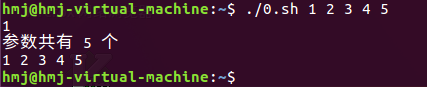 hmj@hmj-virtual-machine:~$ ./0.sh 1 2 3 4 5
1
参数共有 5 个
1 2 3 4 5
hmj@hmj-virtual-machine:~$